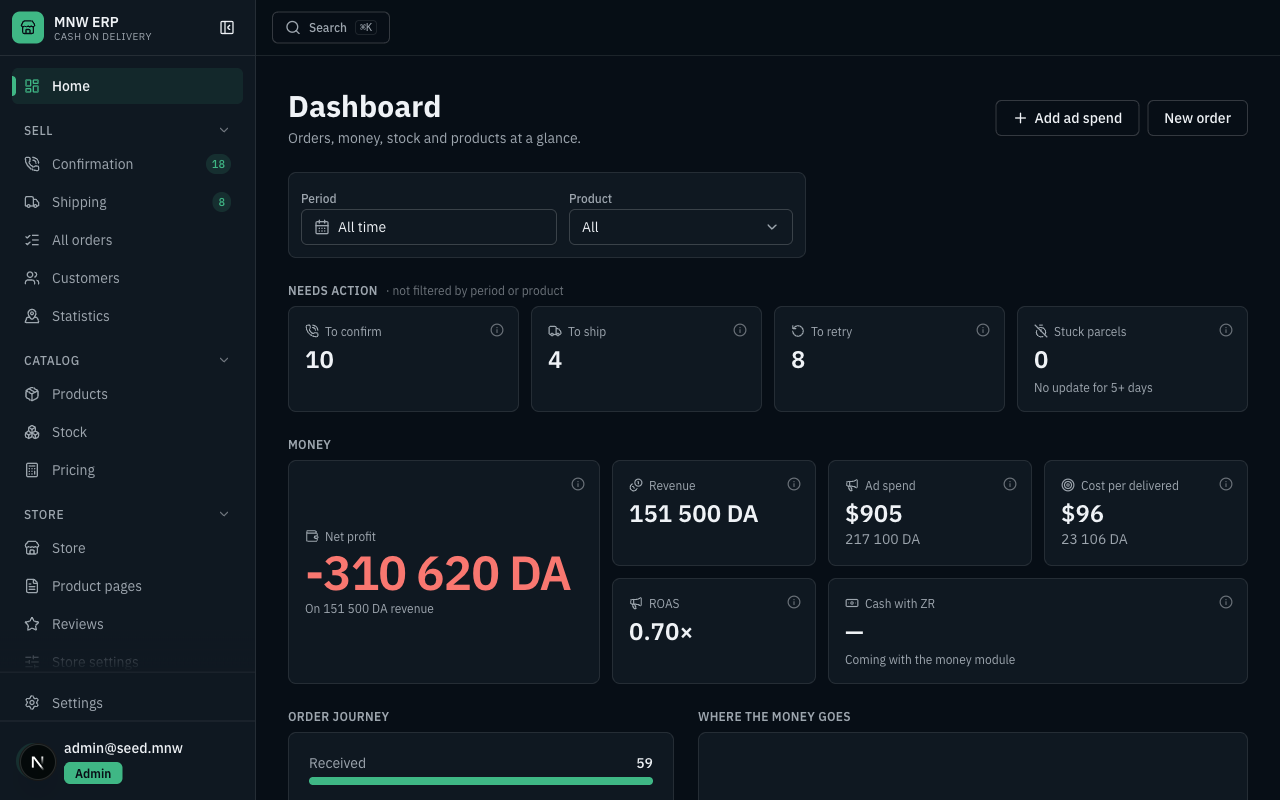 MNW ERP
CASH ON DELIVERY
Search ⌘K
Home
SELL
Confirmation 18
Shipping 8
All orders
Customers
Statistics
CATALOG
Products
Stock
Pricing
STORE
Store
Product pages
Reviews
Store settings
Settings
N
admin@seed.mnw
Admin
Dashboard
Orders, money, stock and products at a glance.
Add ad spend
New order
Period
All time
Product
All
NEEDS ACTION · not filtered by period or product
To confirm
10
To ship
4
To retry
8
Stuck parcels
0
No update for 5+ days
MONEY
Net profit
-310 620 DA
On 151 500 DA revenue
Revenue
151 500 DA
Ad spend
$905
217 100 DA
Cost per delivered
$96
23 106 DA
ROAS
0.70×
Cash with ZR
—
Coming with the money module
ORDER JOURNEY
Received 59
WHERE THE MONEY GOES